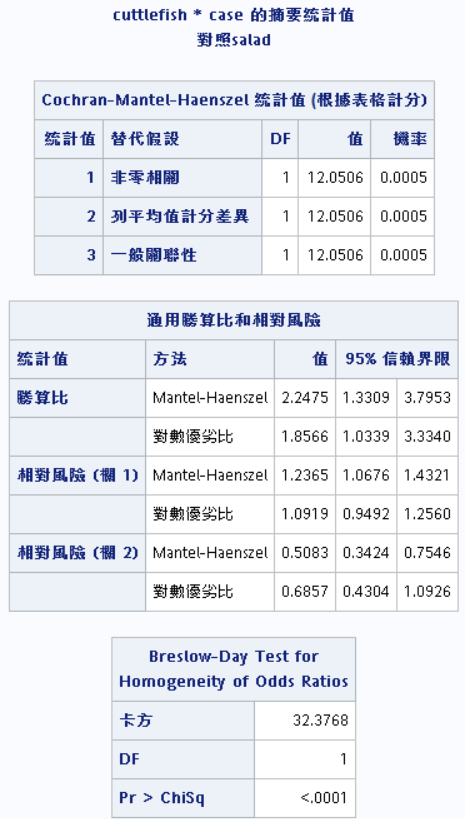 cuttlefish * case 的摘要統計值
對照salad
Cochran-Mantel-Haenszel 統計值 (根據表格計分)
統計值 替代假設 DF 值 機率
1 非零相關 1 12.0506 0.0005
2 列平均值計分差異 1 12.0506 0.0005
3 一般關聯性 1 12.0506 0.0005
通用勝算比和相對風險
統計值 方法 值 95% 信賴界限
勝算比 Mantel-Haenszel 2.2475 1.3309 3.7953
對數優劣比 1.8566 1.0339 3.3340
相對風險 (欄 1) Mantel-Haenszel 1.2365 1.0676 1.4321
對數優劣比 1.0919 0.9492 1.2560
相對風險 (欄 2) Mantel-Haenszel 0.5083 0.3424 0.7546
對數優劣比 0.6857 0.4304 1.0926
Breslow-Day Test for
Homogeneity of Odds Ratios
卡方 32.3768
DF 1
Pr > ChiSq <.0001